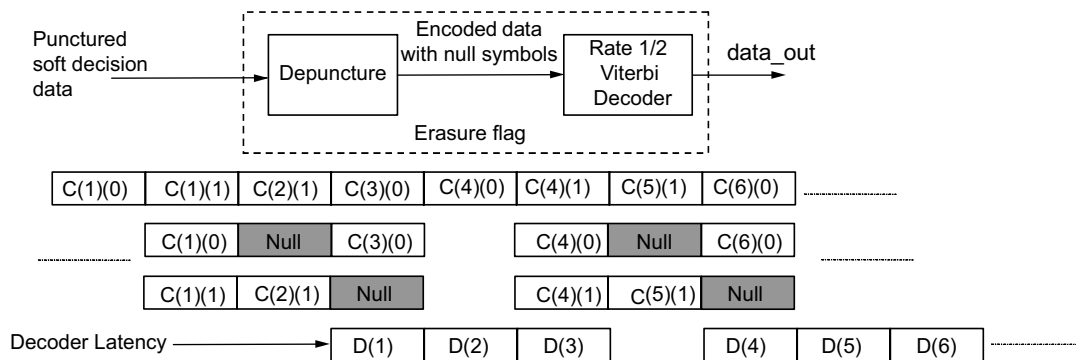 Punctured
soft decision
data
Depuncture
Encoded data
with null symbols
Rate 1/2
Viterbi
Decoder
data_out
Erasure flag
C(1)(0) C(1)(1) C(2)(1) C(3)(0) C(4)(0) C(4)(1) C(5)(1) C(6)(0)
C(1)(0) Null C(3)(0) C(4)(0) Null C(6)(0)
C(1)(1) C(2)(1) Null C(4)(1) C(5)(1) Null
Decoder Latency D(1) D(2) D(3) D(4) D(5) D(6)